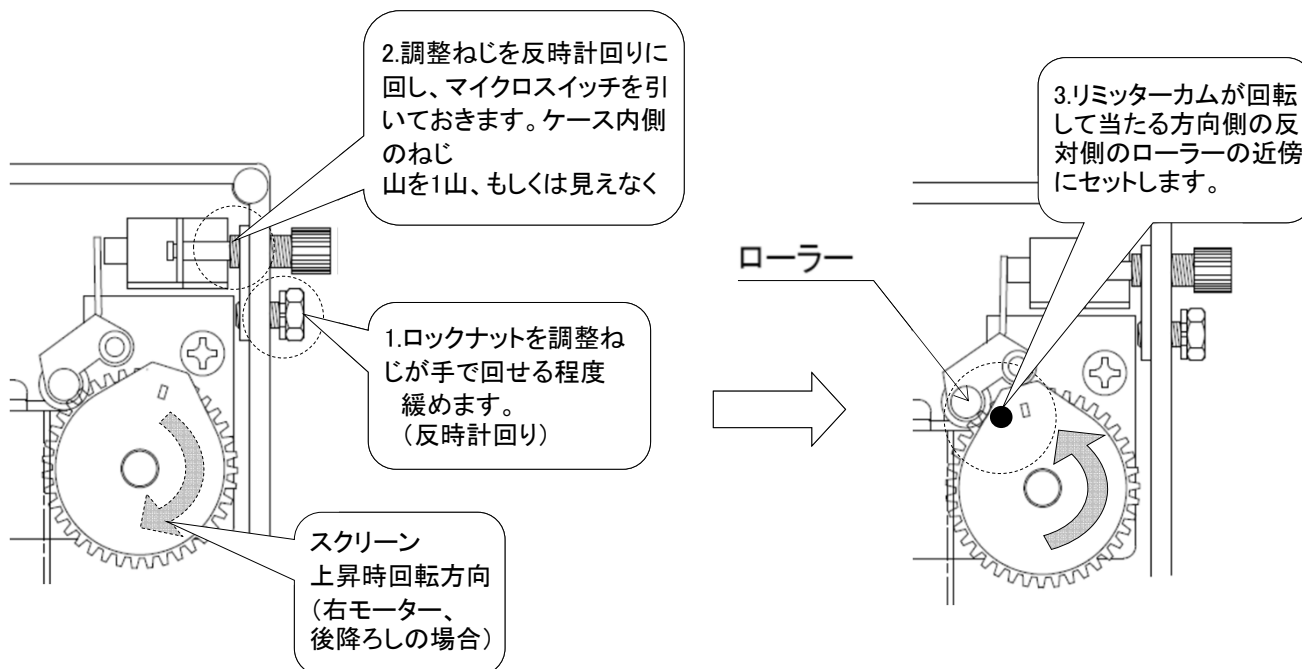 2.調整ねじを反時計回りに
回し、マイクロスイッチを引
いておきます。ケース内側
のねじ
山を1山、もしくは見えなく
1.ロックナットを調整ね
じが手で回せる程度
緩めます。
（反時計回り）
スクリーン
上昇時回転方向
（右モーター、
後降ろしの場合）
3.リミッターカムが回転
して当たる方向側の反
対側のローラーの近傍
にセットします。
ローラー